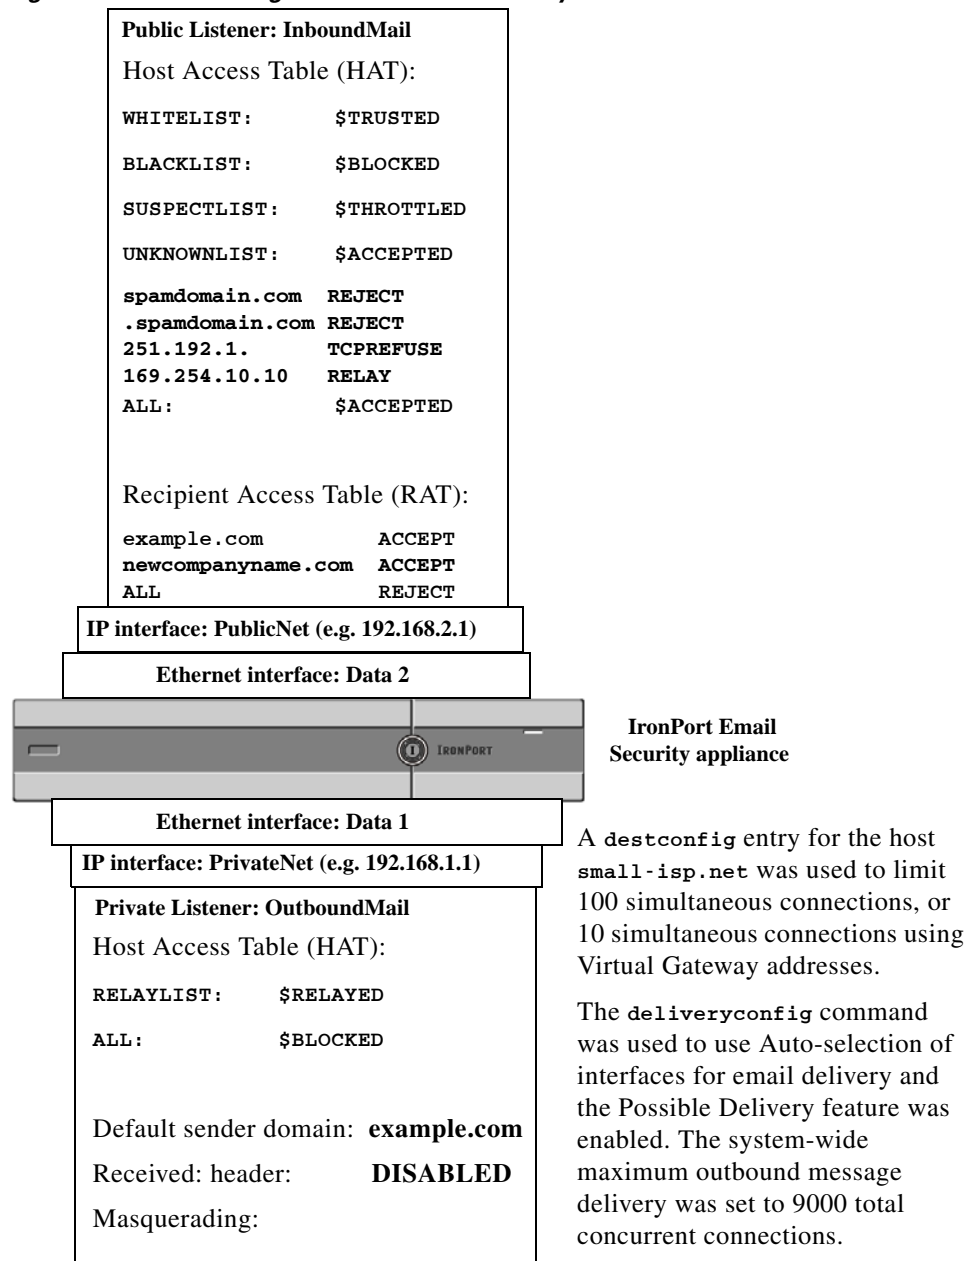 Public Listener: InboundMail
Host Access Table (HAT):
WHITELIST: $TRUSTED
BLACKLIST: $BLOCKED
SUSPECTLIST: $THROTTLED
UNKNOWNLIST: $ACCEPTED
spamdomain.com REJECT
.spamdomain.com REJECT
251.192.1. TCPREFUSE
169.254.10.10 RELAY
ALL: $ACCEPTED
Recipient Access Table (RAT):
example.com ACCEPT
newcompanyname.com ACCEPT
ALL REJECT
IP interface: PublicNet (e.g. 192.168.2.1)
Ethernet interface: Data 2
IRONPORT
IronPort Email
Security appliance
Ethernet interface: Data 1
IP interface: PrivateNet (e.g. 192.168.1.1)
Private Listener: OutboundMail
Host Access Table (HAT):
RELAYLIST: $RELAYED
ALL: $BLOCKED
Default sender domain: example.com
Received: header: DISABLED
Masquerading:
A destconfig entry for the host
small-isp.net was used to limit
100 simultaneous connections, or
10 simultaneous connections using
Virtual Gateway addresses.
The deliveryconfig command
was used to use Auto-selection of
interfaces for email delivery and
the Possible Delivery feature was
enabled. The system-wide
maximum outbound message
delivery was set to 9000 total
concurrent connections.